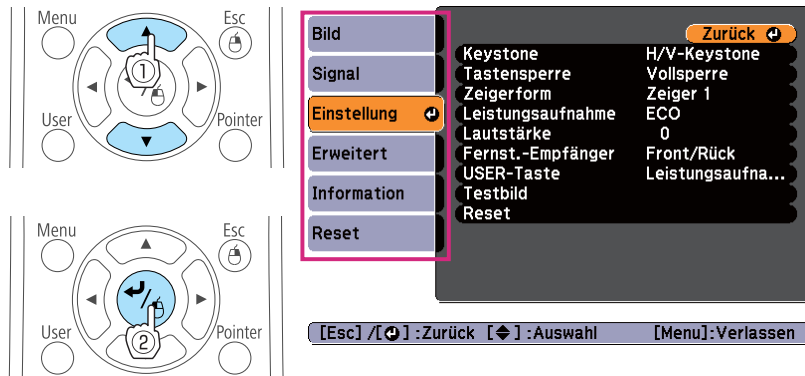 Menu
Esc
1
User
Pointer
Menu
Esc
User
Pointer
2
Bild
Signal
Einstellung
Erweitert
Information
Reset
Zurück
Keystone H/V-Keystone
Tastensperre Vollsperre
Zeigerform Zeiger 1
Leistungsaufnahme ECO
Lautstärke 0
Fernst.-Empfänger Front/Rück
USER-Taste Leistungsaufna...
Testbild
Reset
[Esc] /[ ] :Zurück [ ] :Auswahl [Menu]:Verlassen